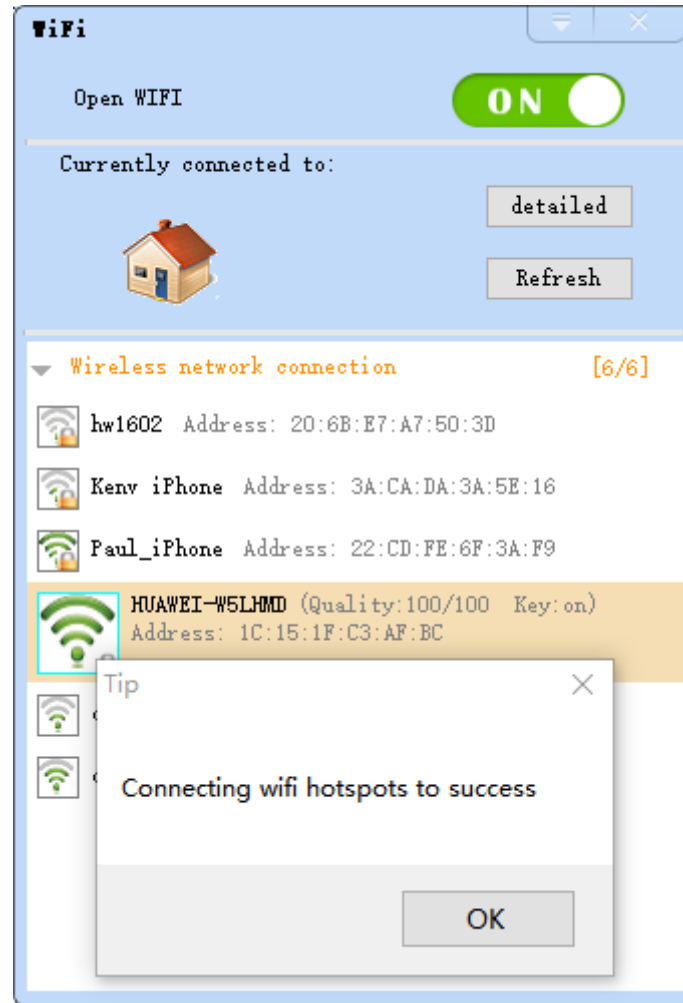 WiFi
Open WIFI
ON
Currently connected to:
detailed
Refresh
Wireless network connection [6/6]
hw1602 Address: 20:6B:E7:A7:50:3D
Kenv iPhone Address: 3A:CA:DA:3A:5E:16
Paul_iPhone Address: 22:CD:FE:6F:3A:F9
HUAWEI-W5LHMD (Quality:100/100 Key:on)
Address: 1C:15:1F:C3:AF:BC
Tip
Connecting wifi hotspots to success
OK